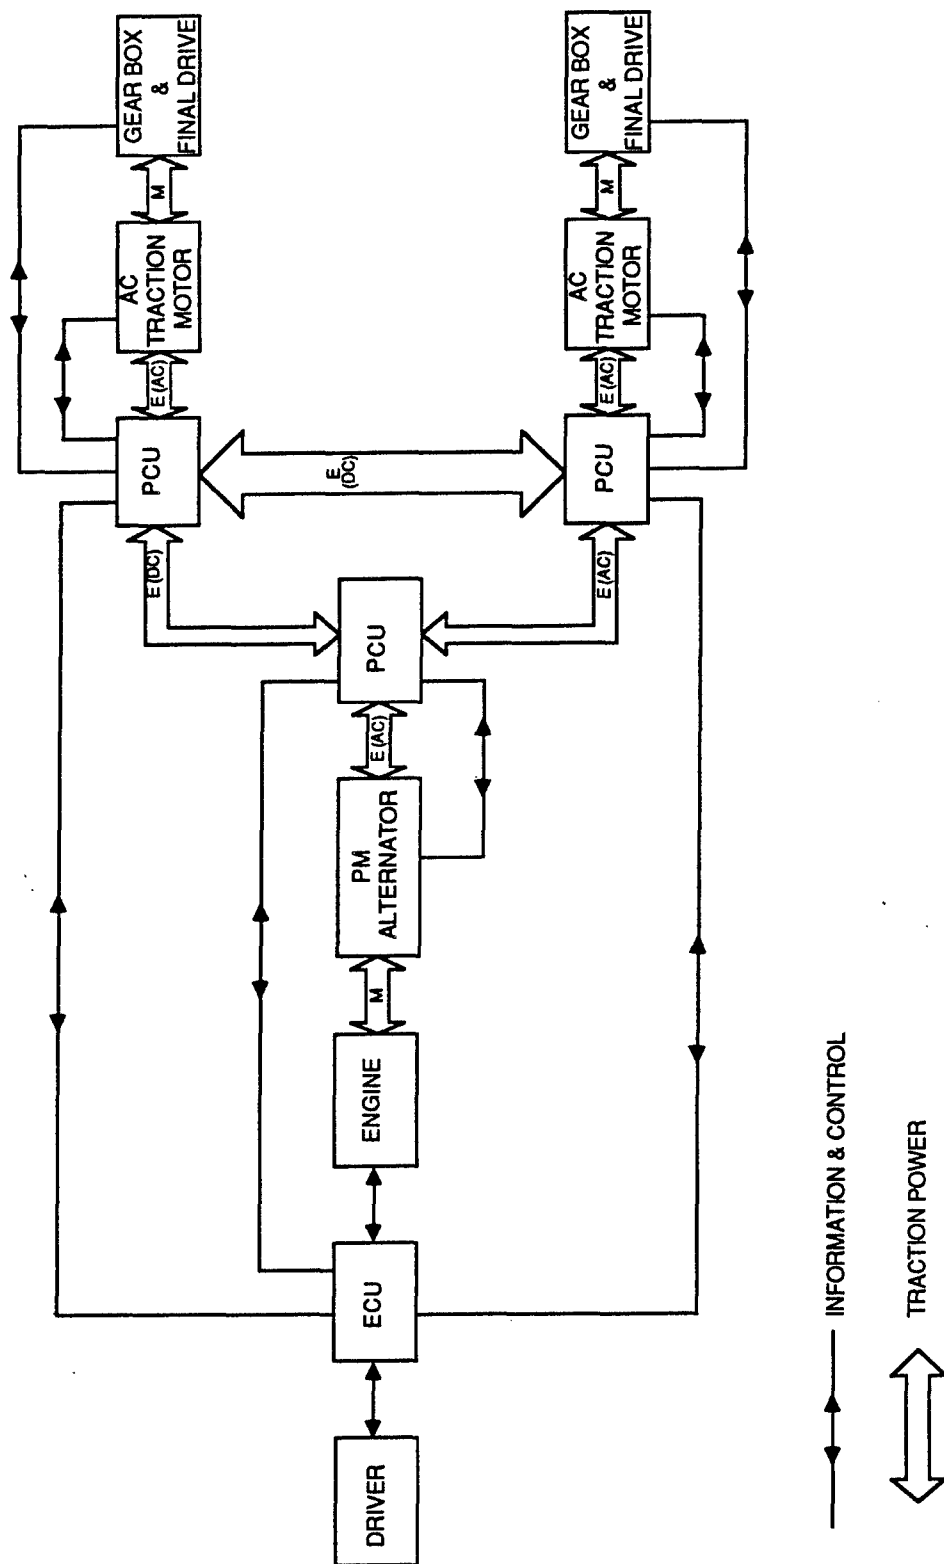 DRIVER
ECU
ENGINE
M
PM
ALTERNATOR
E (AC)
PCU
E (DC)
E (AC)
PCU
E
(DC)
PCU
E (AC)
AC
TRACTION
MOTOR
M
GEAR BOX
&
FINAL DRIVE
E (AC)
AC
TRACTION
MOTOR
M
GEAR BOX
&
FINAL DRIVE
INFORMATION & CONTROL
TRACTION POWER